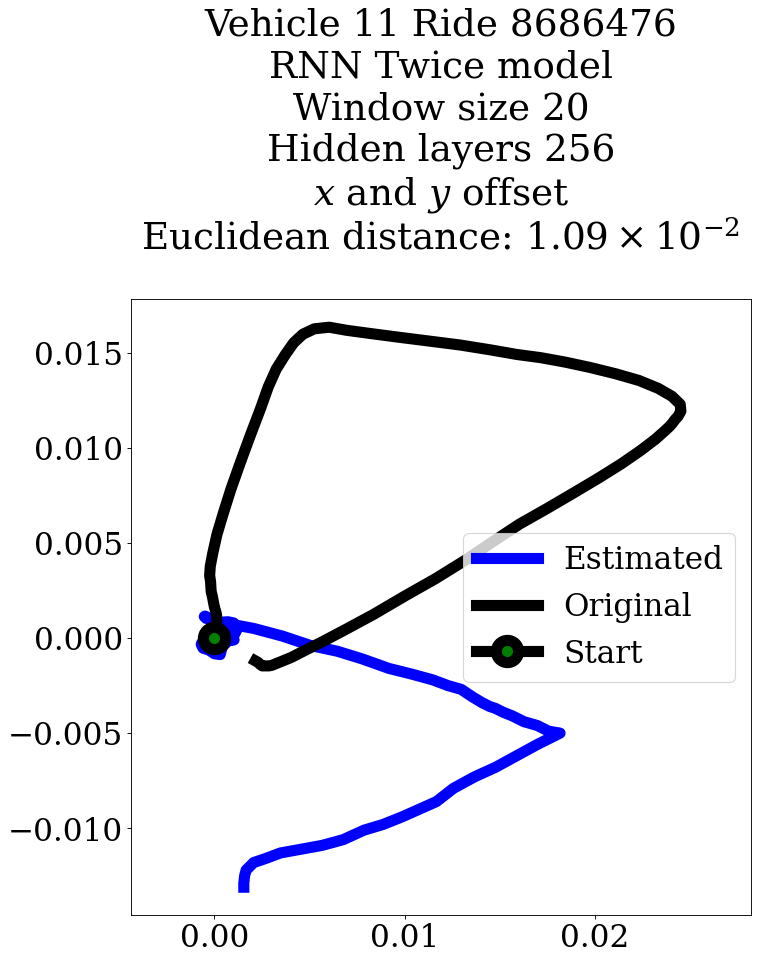 Vehicle 11 Ride 8686476
RNN Twice model
Window size 20
Hidden layers 256
x and y offset
Euclidean distance: 1.09 × 10⁻²
0.015
0.010
0.005
0.000
−0.005
−0.010
Estimated
Original
Start
0.00 0.01 0.02